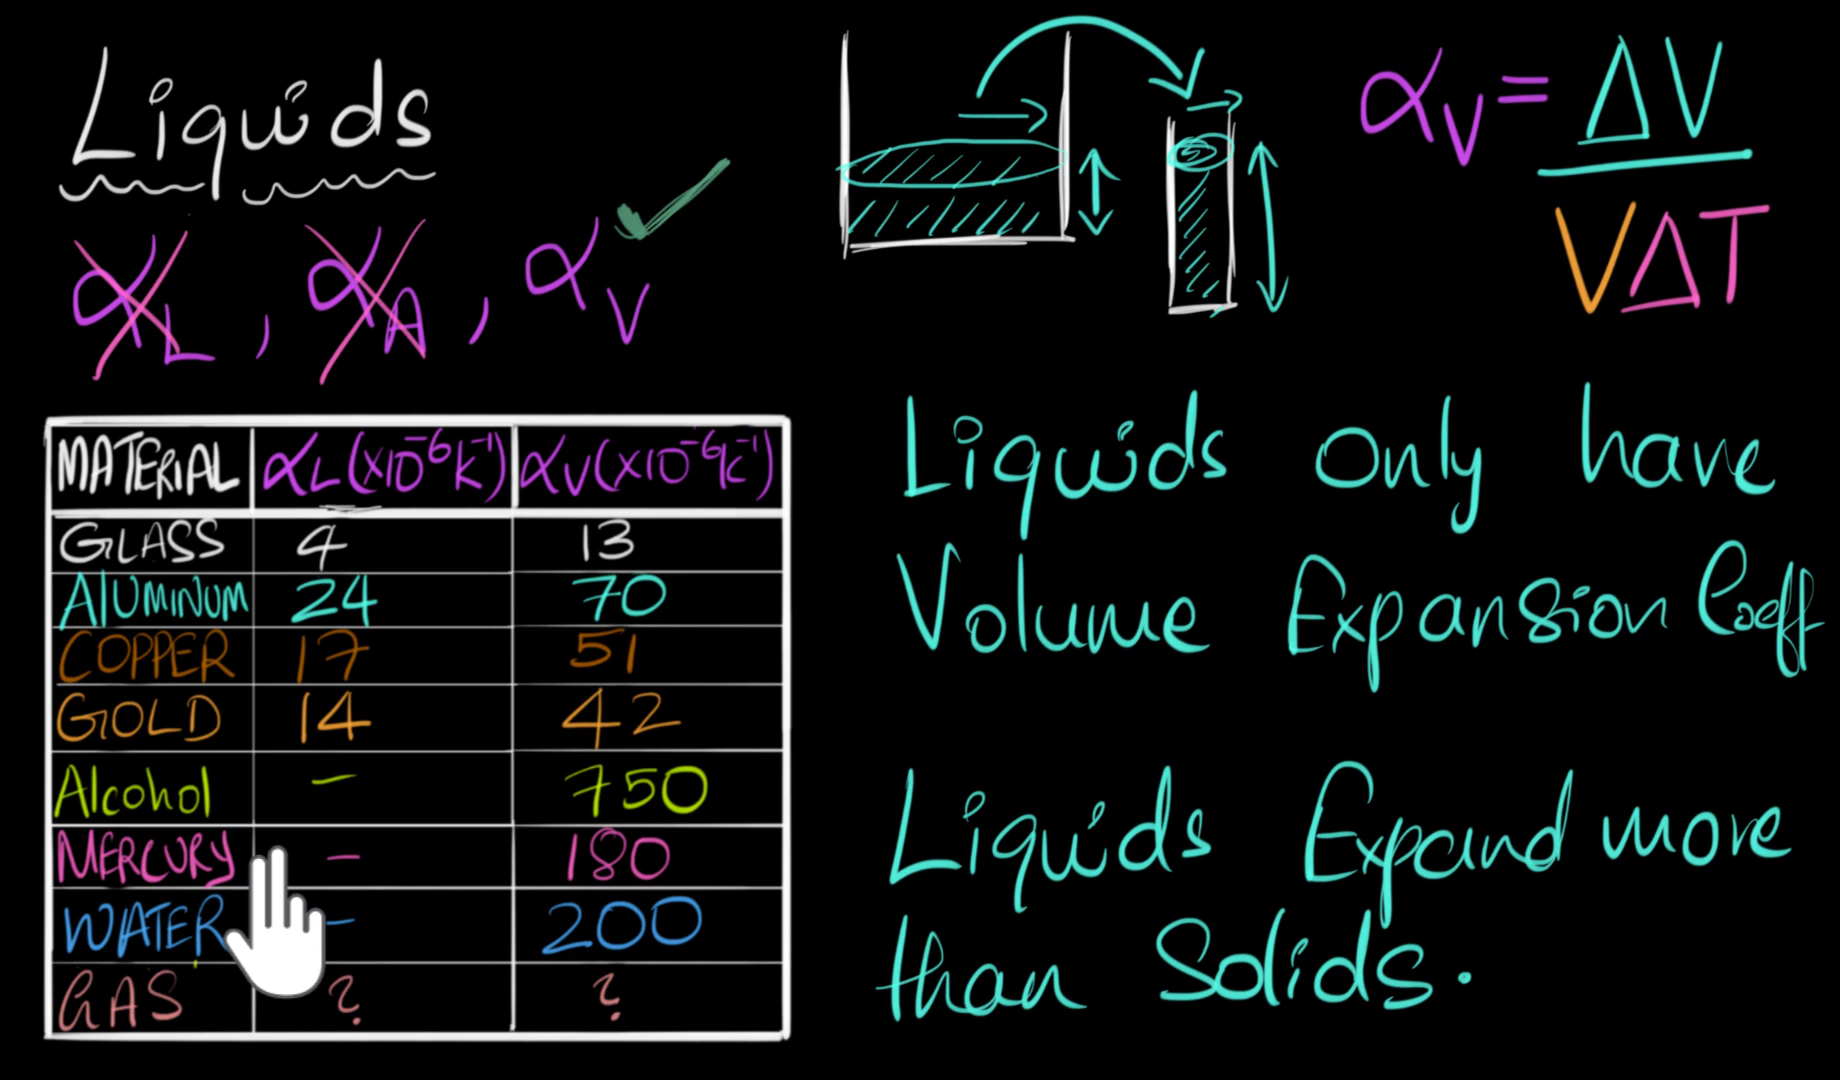 Liquids
αL , αA , αV
αV = ΔV
VΔT
MATERIAL αL(×10⁻⁶K⁻¹) αV(×10⁻⁶K⁻¹)
GLASS 4 13
ALUMINUM 24 70
COPPER 17 51
GOLD 14 42
Alcohol – 750
MERCURY – 180
WATER – 200
GAS ? ?
Liquids only have
Volume Expansion Coeff
Liquids Expand more
than Solids.